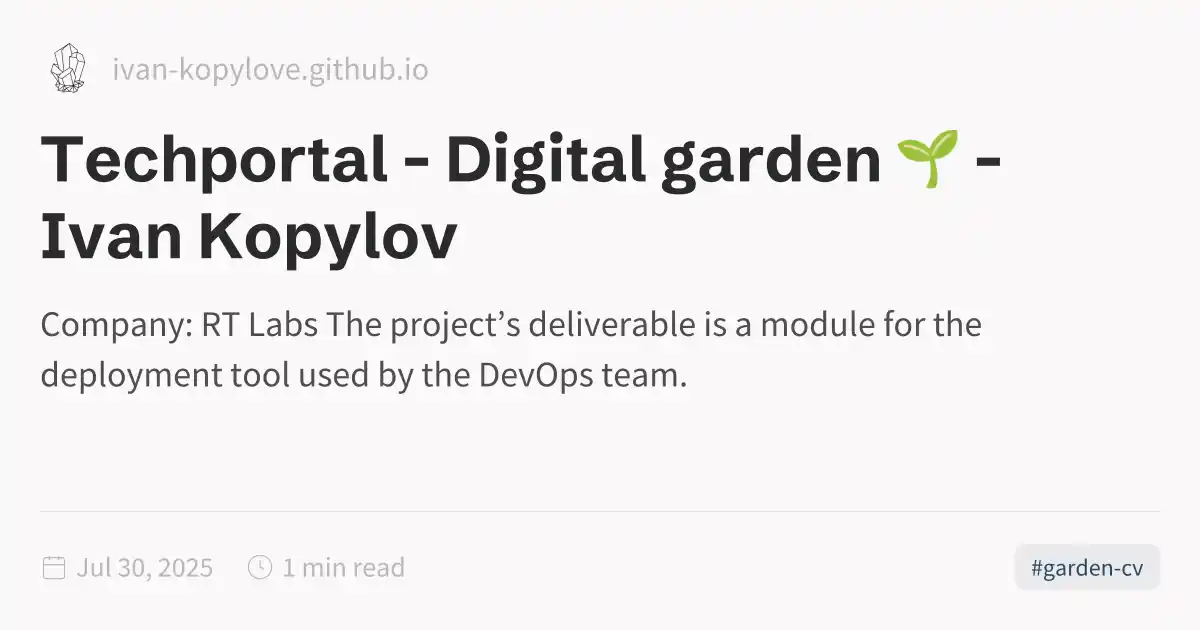 ivan-kopylove.github.io
Techportal - Digital garden 🌱 -
Ivan Kopylov
Company: RT Labs The project’s deliverable is a module for the
deployment tool used by the DevOps team.
Jul 30, 2025 1 min read
#garden-cv